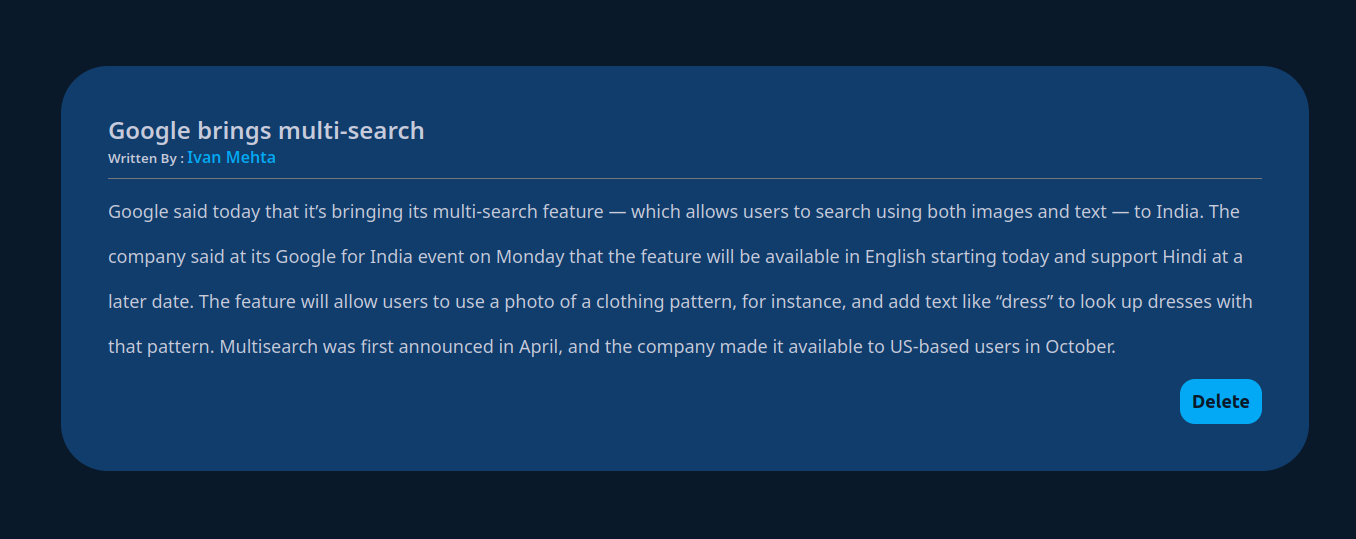 Google brings multi-search
Written By : Ivan Mehta
Google said today that it’s bringing its multi-search feature — which allows users to search using both images and text — to India. The
company said at its Google for India event on Monday that the feature will be available in English starting today and support Hindi at a
later date. The feature will allow users to use a photo of a clothing pattern, for instance, and add text like “dress” to look up dresses with
that pattern. Multisearch was first announced in April, and the company made it available to US-based users in October.
Delete